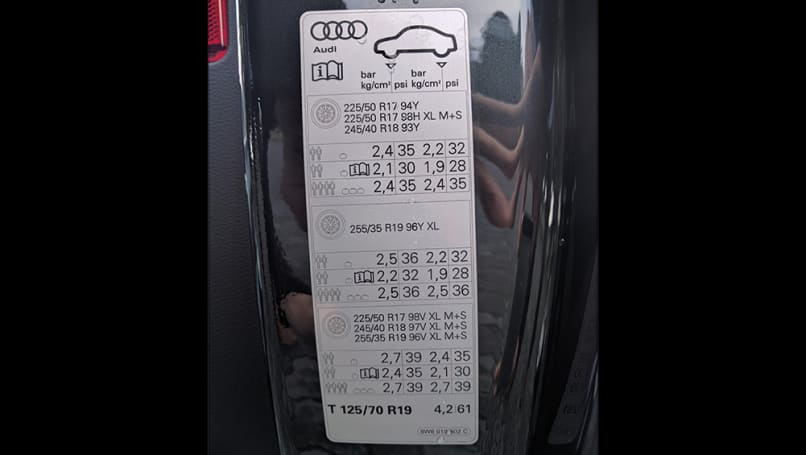 Audi
bar bar
kg/cm² psi kg/cm² psi
225/50 R17 94Y
225/50 R17 98H XL M+S
245/40 R18 93Y
2,4 35 2,2 32
2,1 30 1,9 28
2,4 35 2,4 35
255/35 R19 96Y XL
2,5 36 2,2 32
2,2 32 1,9 28
2,5 36 2,5 36
225/50 R17 98V XL M+S
245/40 R18 97V XL M+S
255/35 R19 96V XL M+S
2,7 39 2,4 35
2,4 35 2,1 30
2,7 39 2,7 39
T 125/70 R19 4,2 61